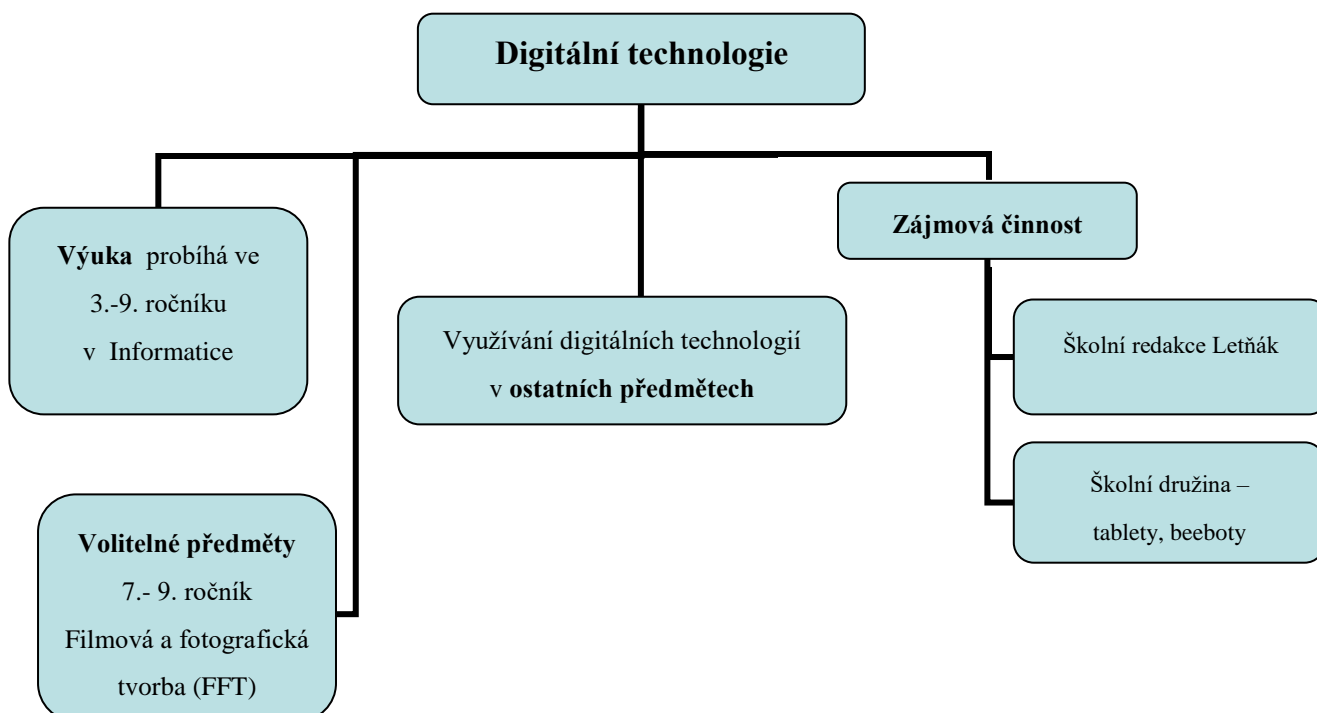 Digitální technologie
Výuka probíhá ve
3.-9. ročníku
v Informatice
Volitelné předměty
7.- 9. ročník
Filmová a fotografická
tvorba (FFT)
Využívání digitálních technologií
v ostatních předmětech
Zájmová činnost
Školní redakce Letňák
Školní družina –
tablety, beeboty